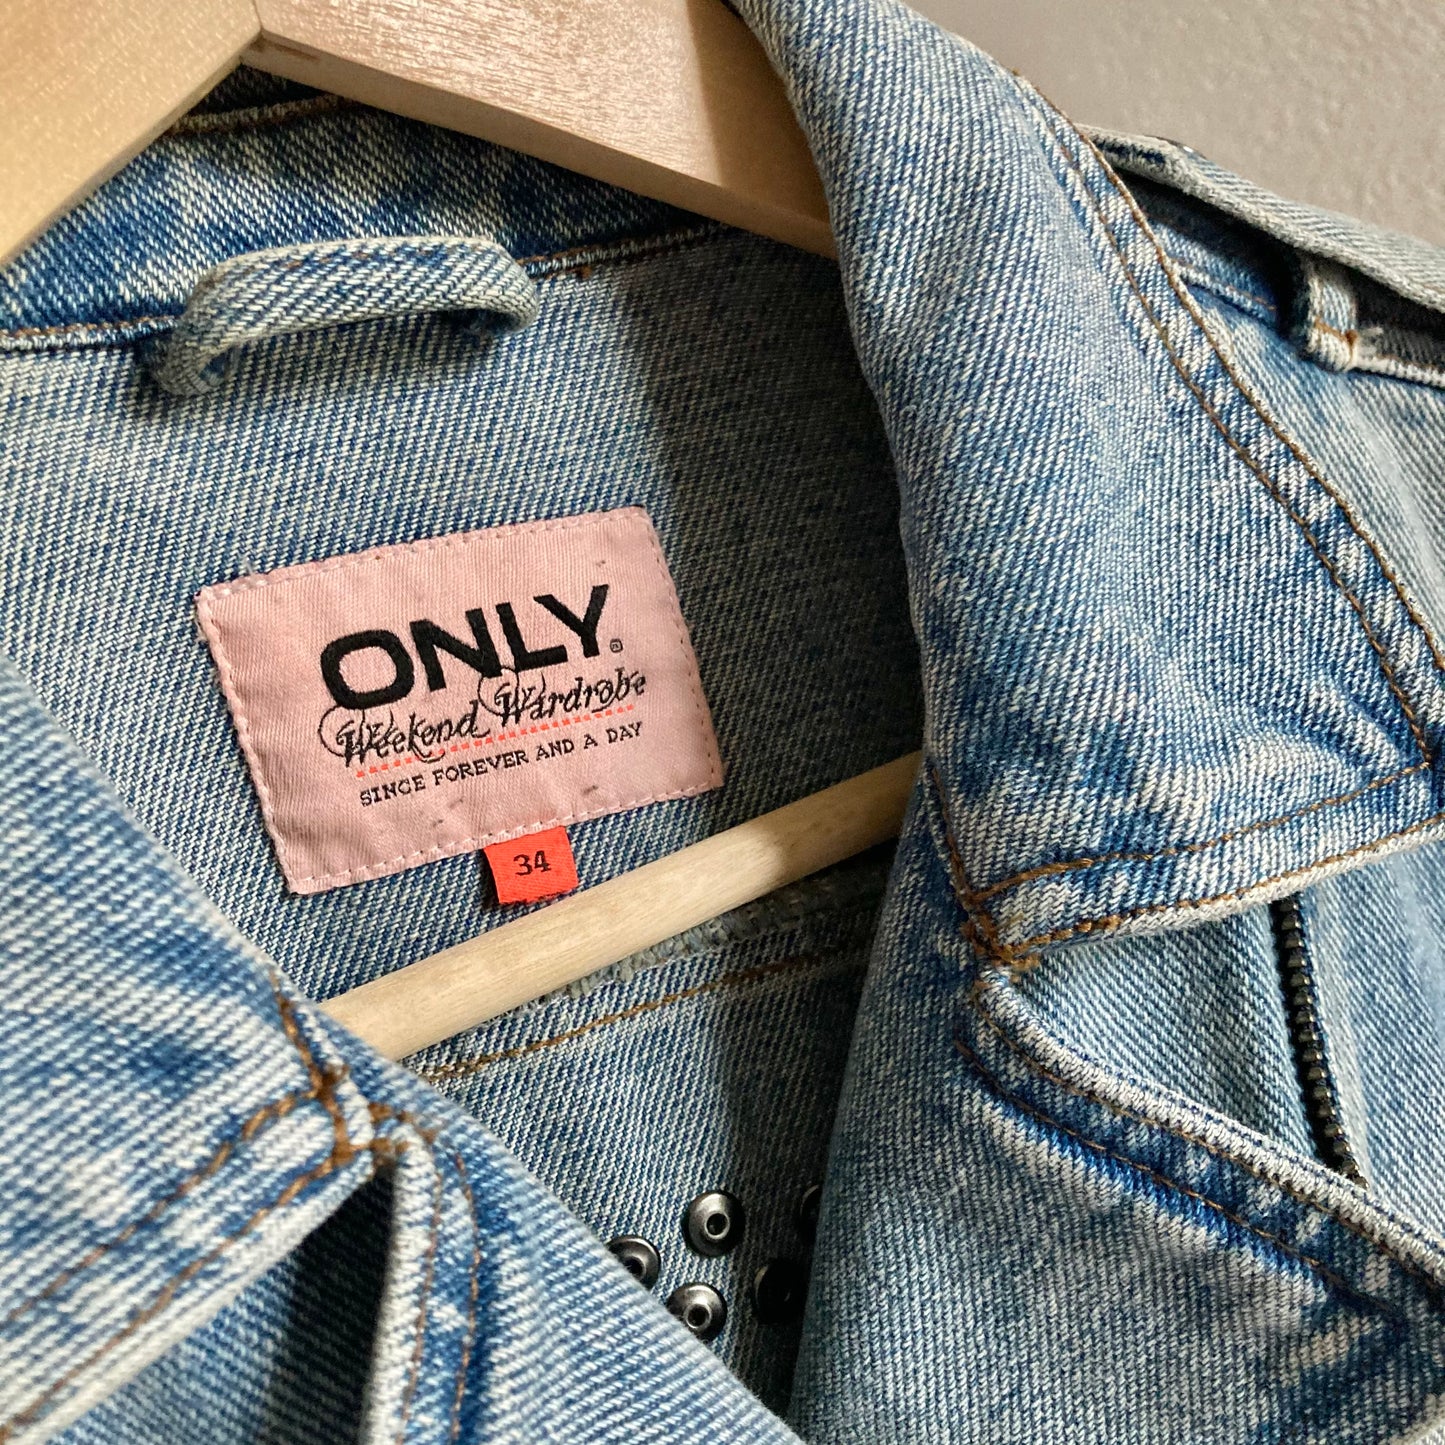 ONLY®
Weekend Wardrobe
SINCE FOREVER AND A DAY
34